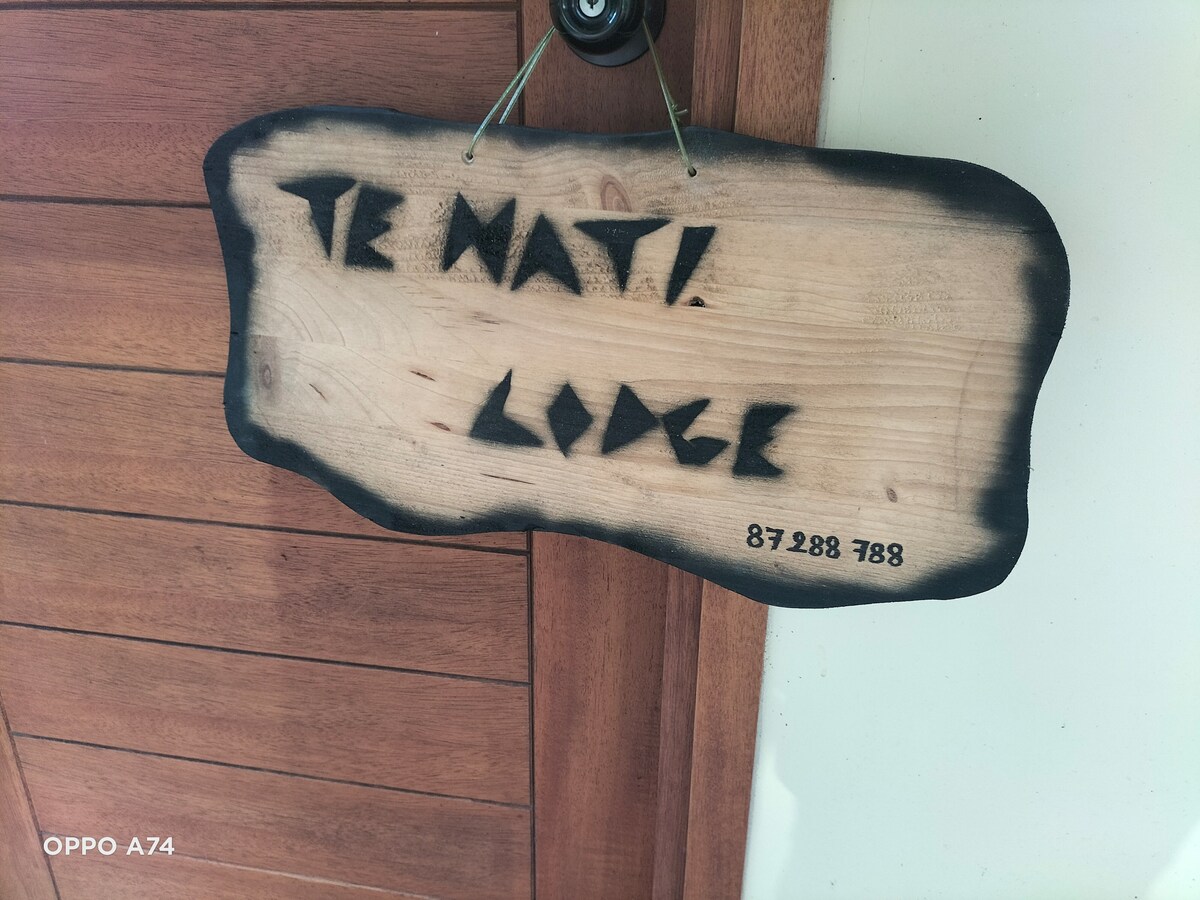 TE NATI
LODGE
87 288 788
OPPO A74